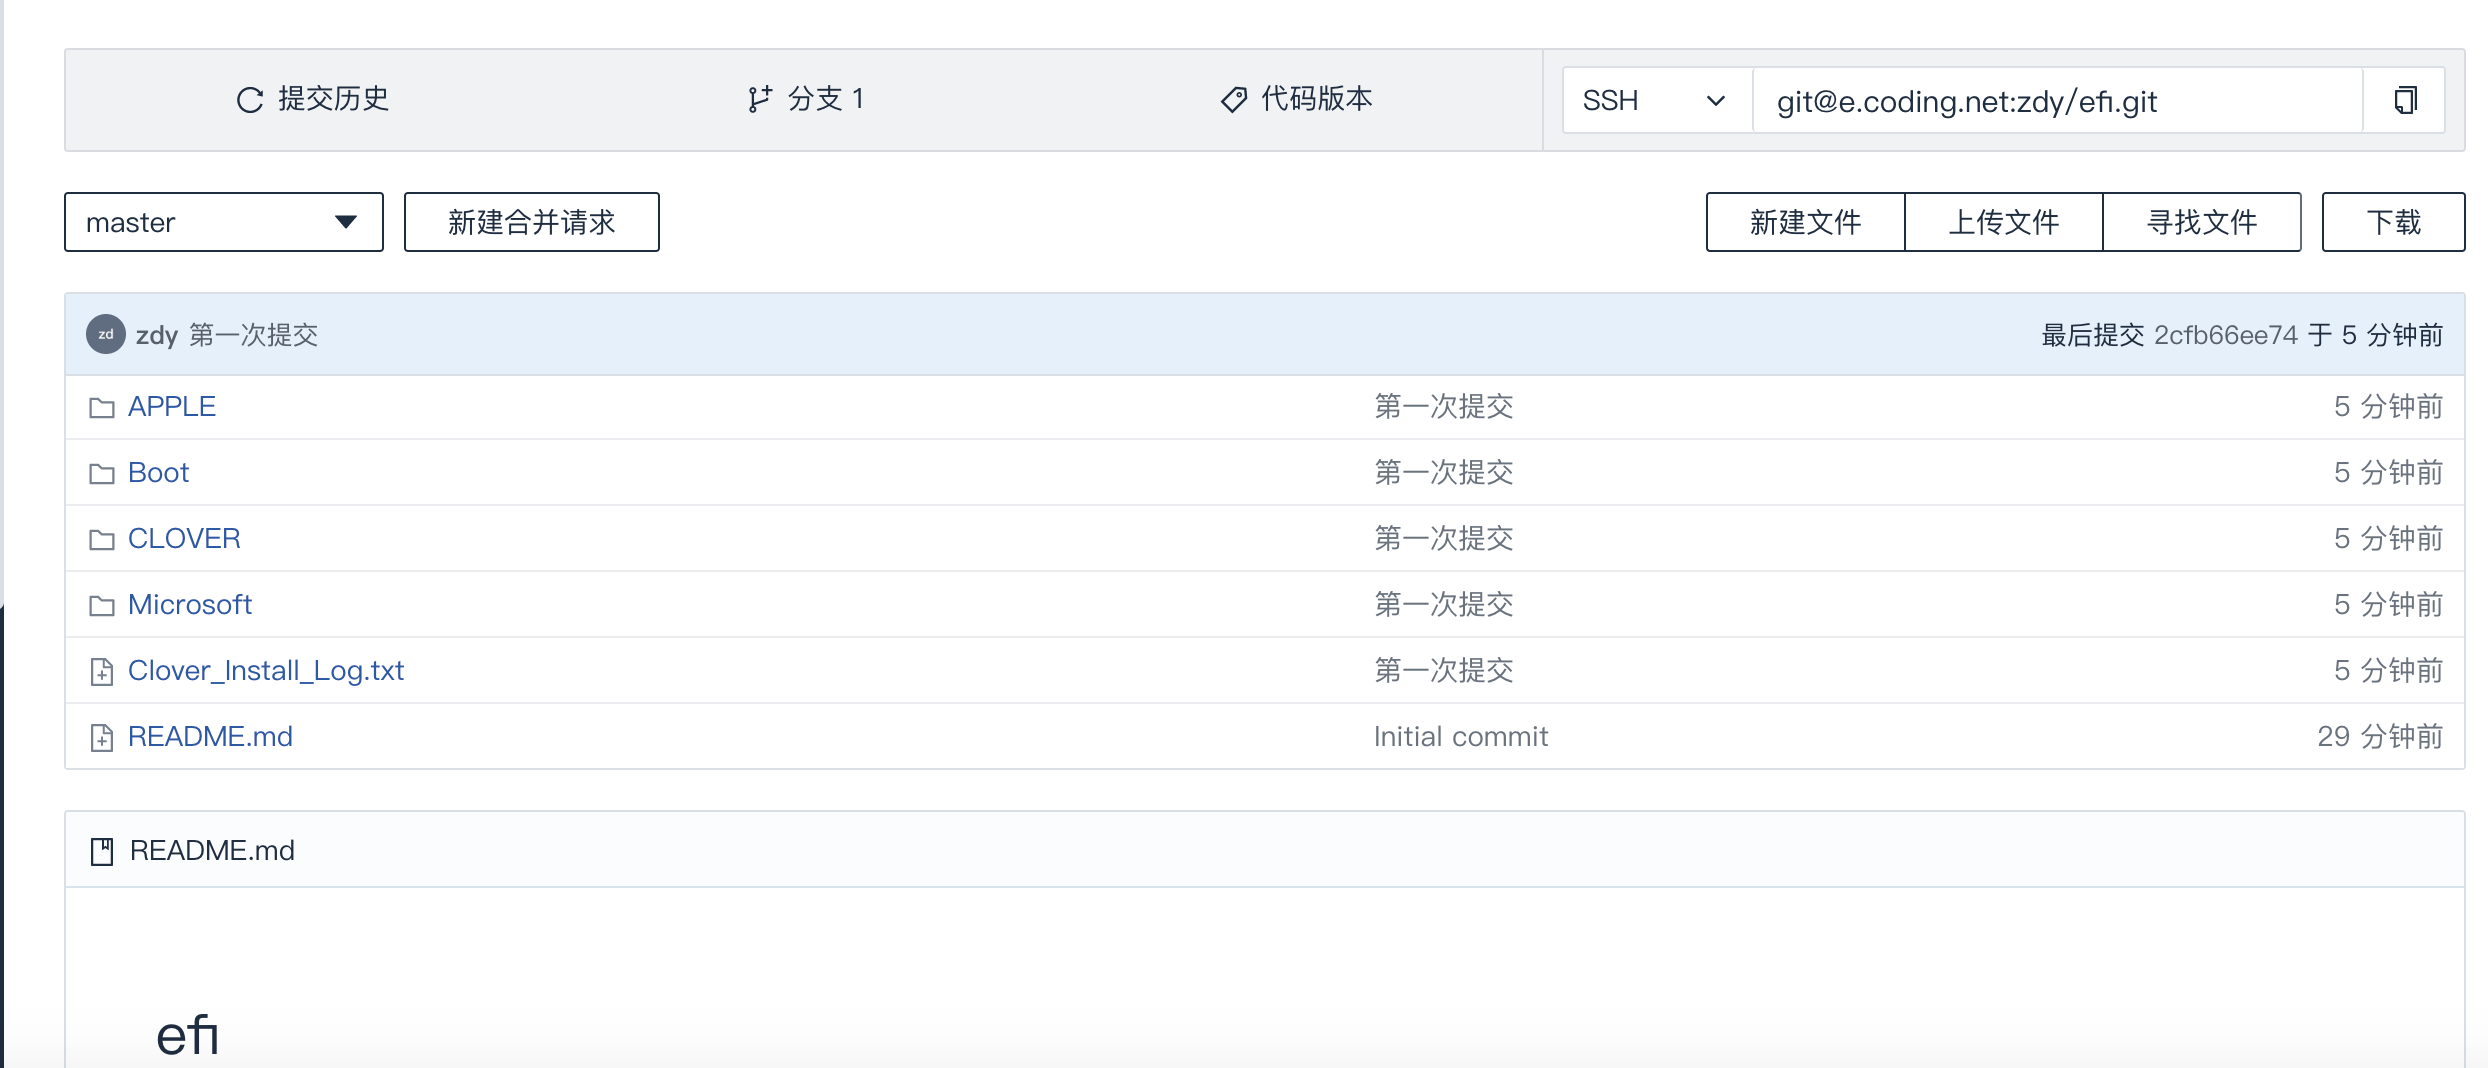 提交历史 分支 1 代码版本 SSH git@e.coding.net:zdy/efi.git
master 新建合并请求 新建文件 上传文件 寻找文件 下载
zd zdy 第一次提交 最后提交 2cfb66ee74 于 5 分钟前
APPLE 第一次提交 5 分钟前
Boot 第一次提交 5 分钟前
CLOVER 第一次提交 5 分钟前
Microsoft 第一次提交 5 分钟前
Clover_Install_Log.txt 第一次提交 5 分钟前
README.md Initial commit 29 分钟前
README.md
efi